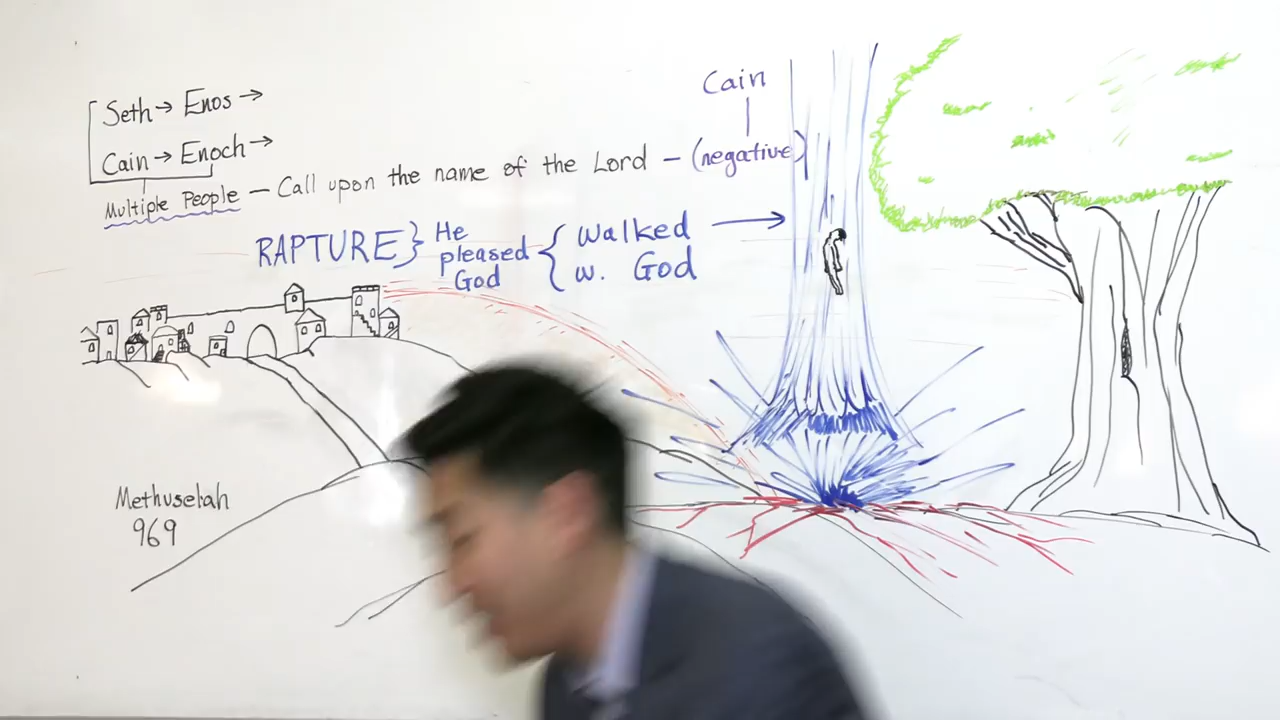 Seth → Enos →
Cain → Enoch →
Multiple People – Call upon the name of the Lord – (negative)
Cain
RAPTURE } He pleased God { Walked w. God →
Methuselah
969